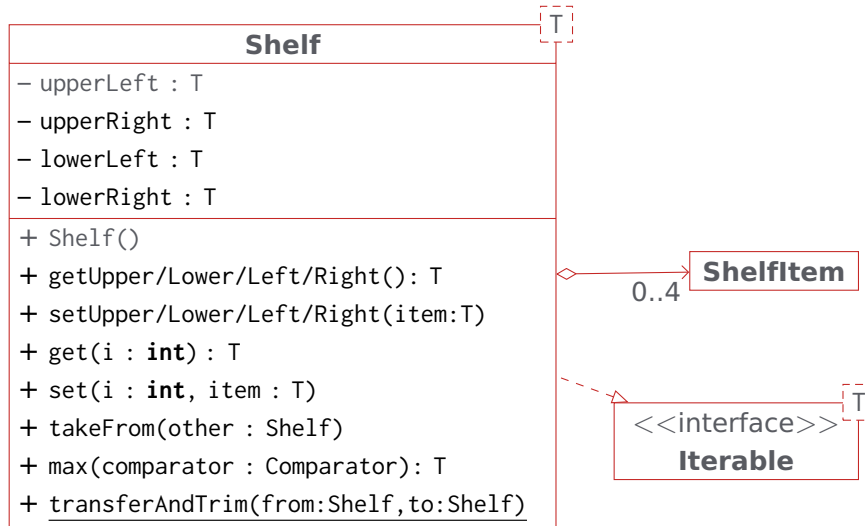 T
Shelf
– upperLeft : T
– upperRight : T
– lowerLeft : T
– lowerRight : T
+ Shelf()
+ getUpper/Lower/Left/Right(): T
+ setUpper/Lower/Left/Right(item:T)
+ get(i : int) : T
+ set(i : int, item : T)
+ takeFrom(other : Shelf)
+ max(comparator : Comparator): T
+ transferAndTrim(from:Shelf,to:Shelf)
ShelfItem
0..4
T
<<interface>>
Iterable